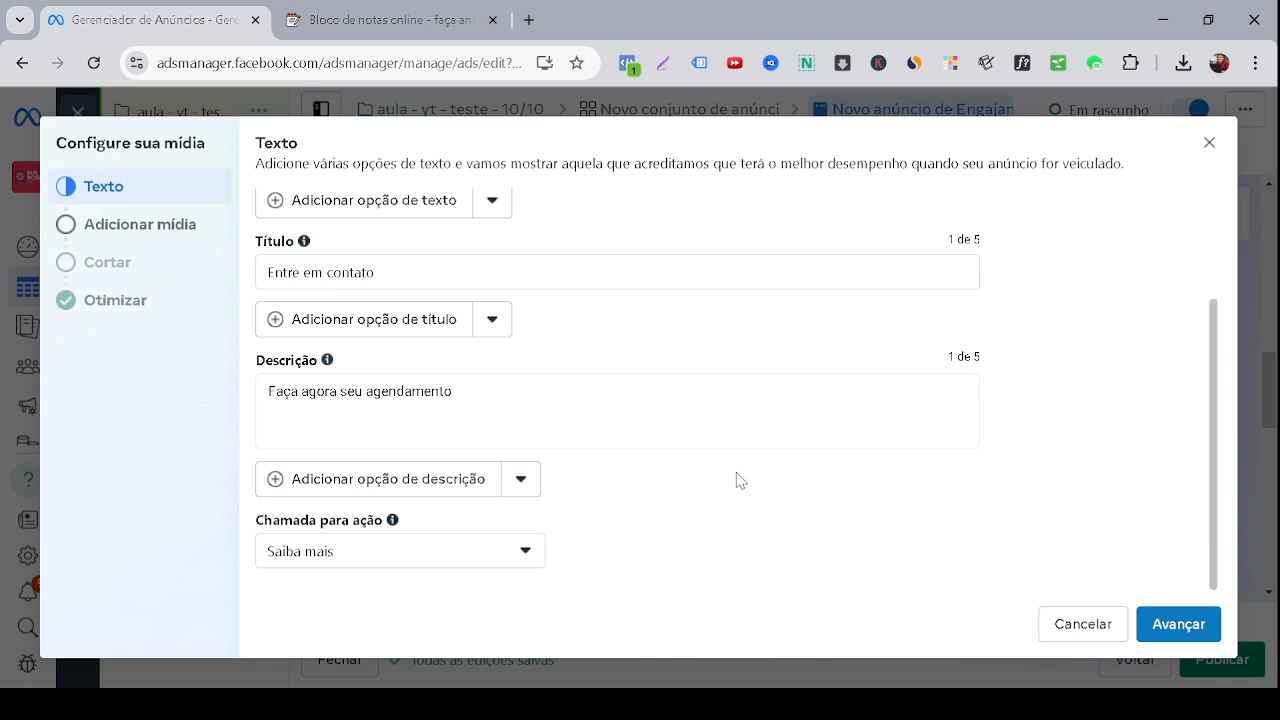 Gerenciador de Anúncios - Gere
Bloco de notas online - faça an
adsmanager.facebook.com/adsmanager/manage/ads/edit?...
1
aula - yt - tes
aula - yt - teste - 10/10
Novo conjunto de anúnci
Novo anúncio de Engajan
Em rascunho
Configure sua mídia
Texto
Adicionar mídia
Cortar
Otimizar
Texto
Adicione várias opções de texto e vamos mostrar aquela que acreditamos que terá o melhor desempenho quando seu anúncio for veiculado.
Adicionar opção de texto
Título
1 de 5
Entre em contato
Adicionar opção de título
Descrição
1 de 5
Faça agora seu agendamento
Adicionar opção de descrição
Chamada para ação
Saiba mais
Cancelar
Avançar
Fechar
Todas as edições salvas
Voltar
Publicar